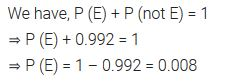 We have, P (E) + P (not E) = 1
⇒ P (E) + 0.992 = 1
⇒ P (E) = 1 – 0.992 = 0.008